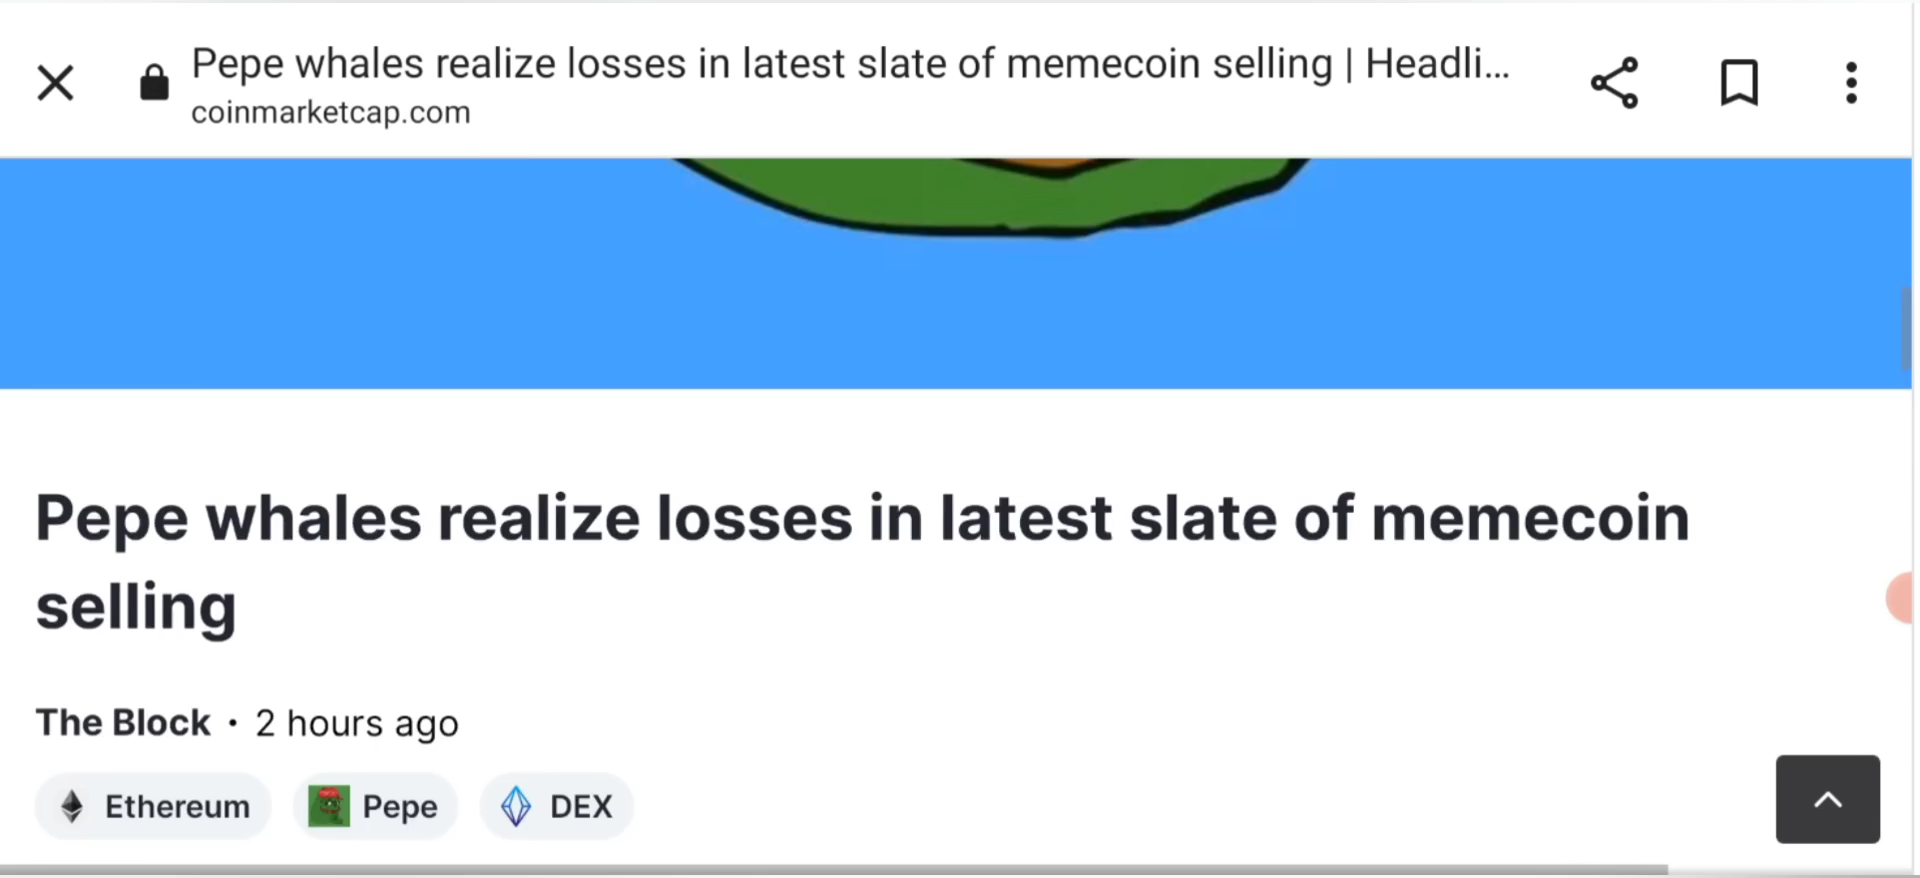 Pepe whales realize losses in latest slate of memecoin selling | Headli...
coinmarketcap.com
Pepe whales realize losses in latest slate of memecoin
selling
The Block • 2 hours ago
Ethereum Pepe DEX